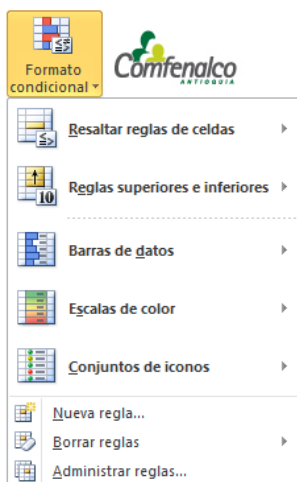 Formato
condicional
Comfenalco
ANTIOQUIA
Resaltar reglas de celdas
10
Reglas superiores e inferiores
Barras de datos
Escalas de color
Conjuntos de iconos
Nueva regla...
Borrar reglas
Administrar reglas...